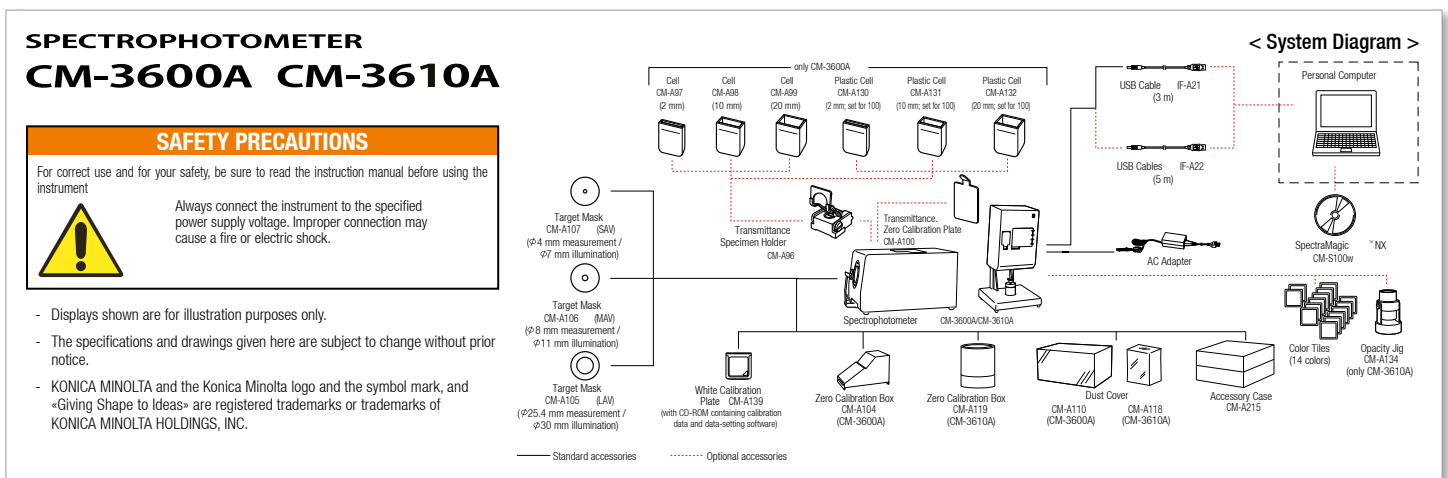 SPECTROPHOTOMETER
CM-3600A CM-3610A
SAFETY PRECAUTIONS
For correct use and for your safety, be sure to read the instruction manual before using the
instrument
Always connect the instrument to the specified
power supply voltage. Improper connection may
cause a fire or electric shock.
- Displays shown are for illustration purposes only.
- The specifications and drawings given here are subject to change without prior
notice.
- KONICA MINOLTA and the Konica Minolta logo and the symbol mark, and
«Giving Shape to Ideas» are registered trademarks or trademarks of
KONICA MINOLTA HOLDINGS, INC.
< System Diagram >
only CM-3600A
Cell
CM-A97
(2 mm)
Cell
CM-A98
(10 mm)
Cell
CM-A99
(20 mm)
Plastic Cell
CM-A130
(2 mm; set for 100)
Plastic Cell
CM-A131
(10 mm; set for 100)
Plastic Cell
CM-A132
(20 mm; set for 100)
USB Cable IF-A21
(3 m)
USB Cables IF-A22
(5 m)
Personal Computer
SpectraMagic ™NX
CM-S100w
AC Adapter
Target Mask
CM-A107 (SAV)
(⌀4 mm measurement /
⌀7 mm illumination)
Target Mask
CM-A106 (MAV)
(⌀8 mm measurement /
⌀11 mm illumination)
Target Mask
CM-A105 (LAV)
(⌀25.4 mm measurement /
⌀30 mm illumination)
Transmittance
Specimen Holder
CM-A96
Transmittance.
Zero Calibration Plate
CM-A100
Spectrophotometer CM-3600A/CM-3610A
White Calibration
Plate CM-A139
(with CD-ROM containing calibration
data and data-setting software)
Zero Calibration Box
CM-A104
(CM-3600A)
Zero Calibration Box
CM-A119
(CM-3610A)
Dust Cover
CM-A110
(CM-3600A)
CM-A118
(CM-3610A)
Accessory Case
CM-A215
Color Tiles
(14 colors)
Opacity Jig
CM-A134
(only CM-3610A)
Standard accessories
Optional accessories